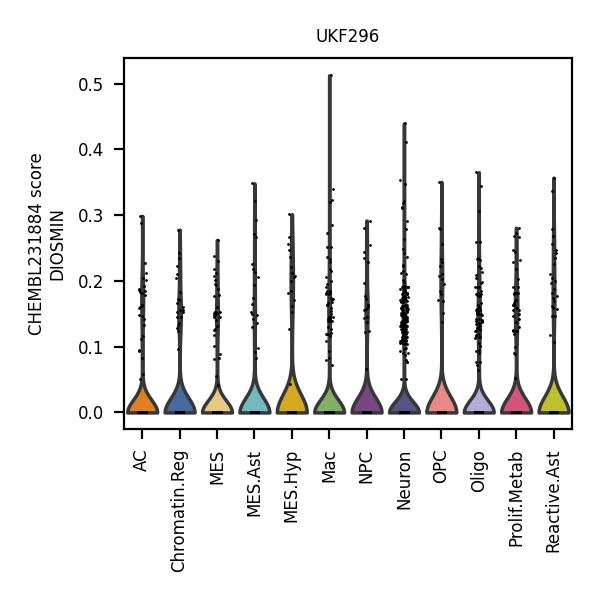 UKF296
CHEMBL231884 score
DIOSMIN
0.5
0.4
0.3
0.2
0.1
0.0
AC
Chromatin.Reg
MES
MES.Ast
MES.Hyp
Mac
NPC
Neuron
OPC
Oligo
Prolif.Metab
Reactive.Ast